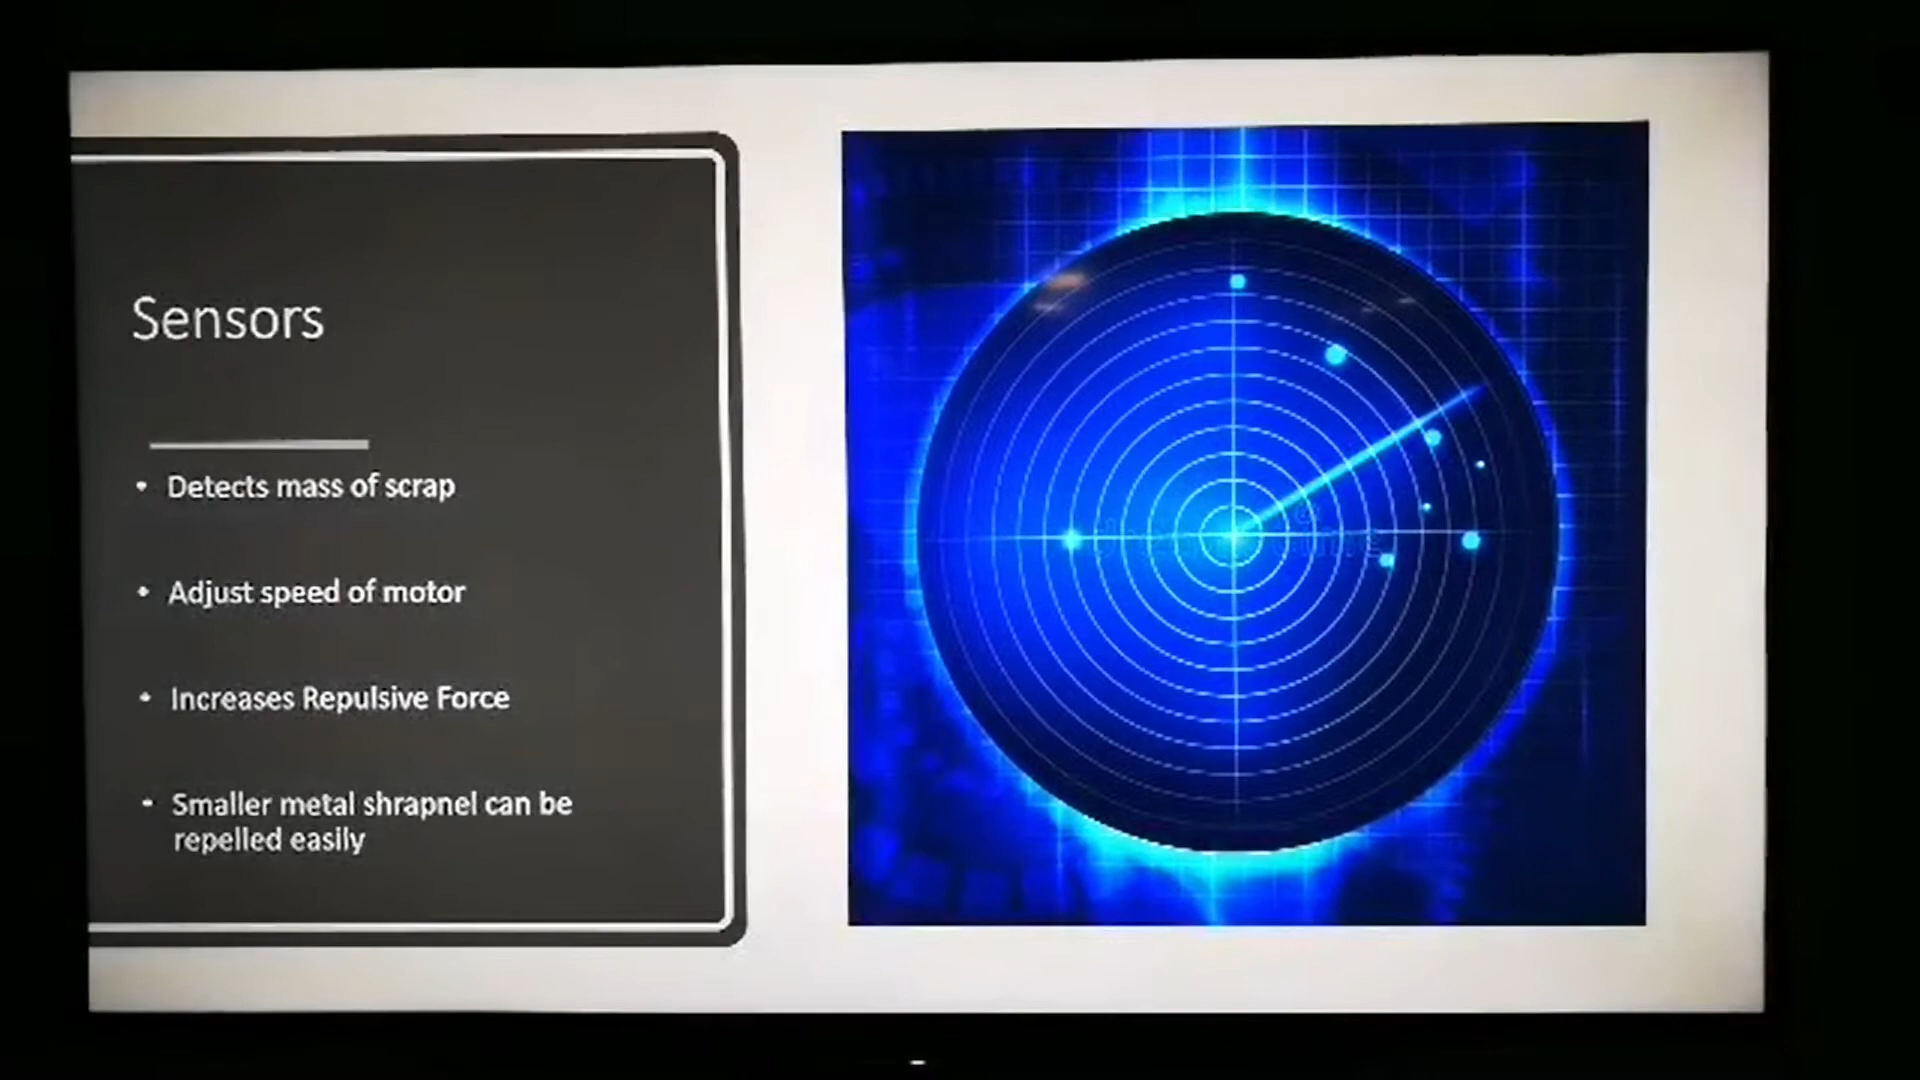 Sensors
• Detects mass of scrap
• Adjust speed of motor
• Increases Repulsive Force
• Smaller metal shrapnel can be
repelled easily